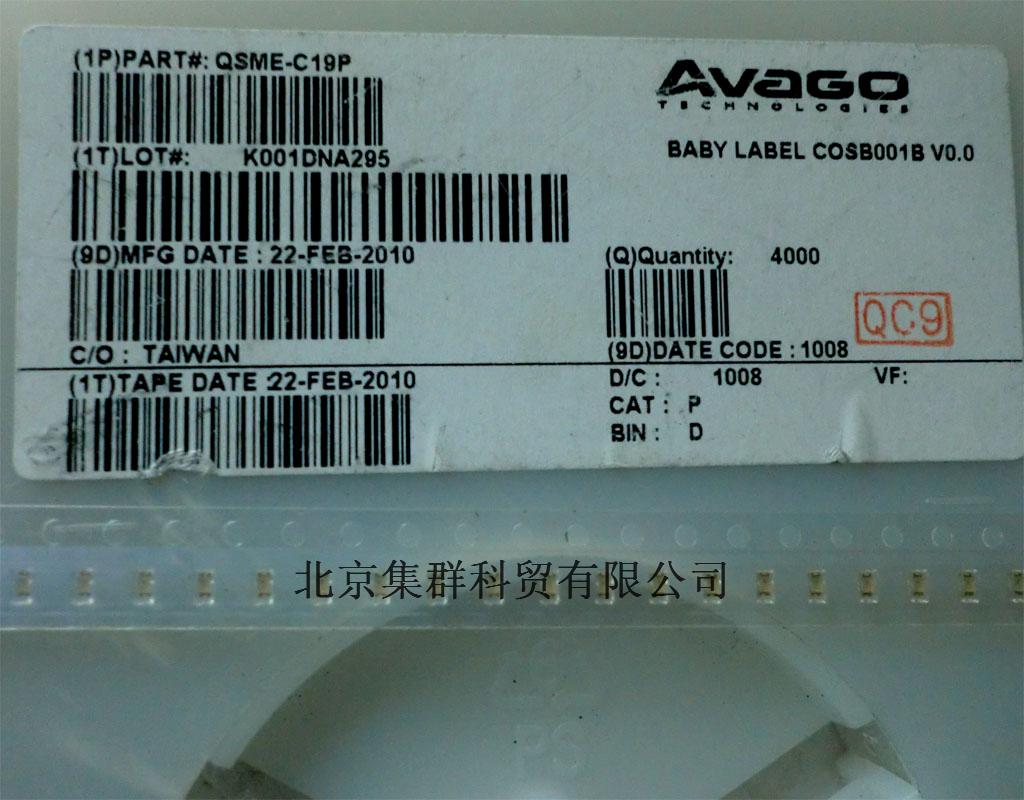 (1P)PART#: QSME-C19P
AVAGO
TECHNOLOGIES
(1T)LOT#: K001DNA295
BABY LABEL COSB001B V0.0
(9D)MFG DATE : 22-FEB-2010
(Q)Quantity: 4000
QC9
C/O : TAIWAN
(9D)DATE CODE : 1008
(1T)TAPE DATE :22-FEB-2010
D/C : 1008 VF:
CAT : P
BIN : D
北京集群科贸有限公司
PS